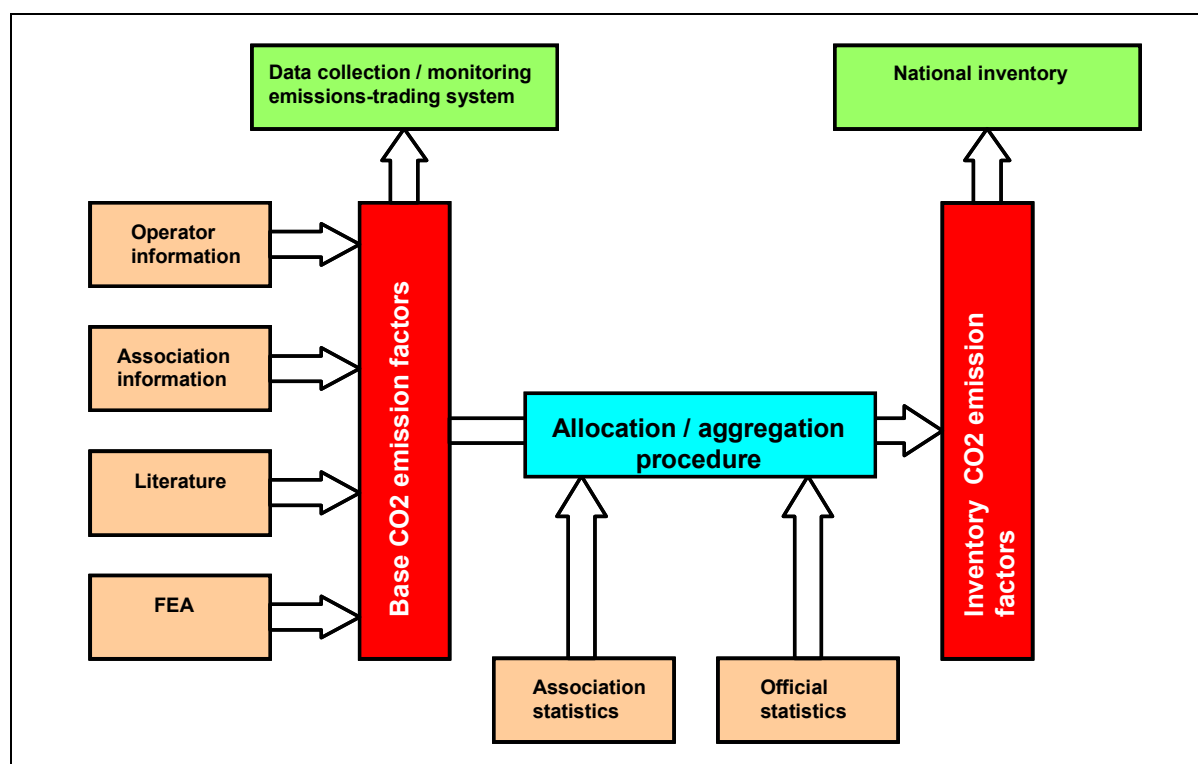 Data collection / monitoring
emissions-trading system
National inventory
Operator
information
Association
information
Literature
FEA
Base CO2 emission factors
Allocation / aggregation
procedure
Inventory CO2 emission
factors
Association
statistics
Official
statistics